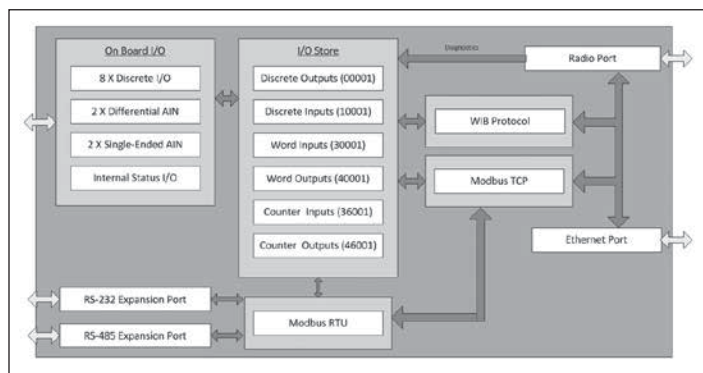 On Board I/O
8 X Discrete I/O
2 X Differential AIN
2 X Single-Ended AIN
Internal Status I/O
I/O Store
Discrete Outputs (00001)
Discrete Inputs (10001)
Word Inputs (30001)
Word Outputs (40001)
Counter Inputs (36001)
Counter Outputs (46001)
Diagnostics
Radio Port
WIB Protocol
Modbus TCP
Ethernet Port
RS-232 Expansion Port
RS-485 Expansion Port
Modbus RTU